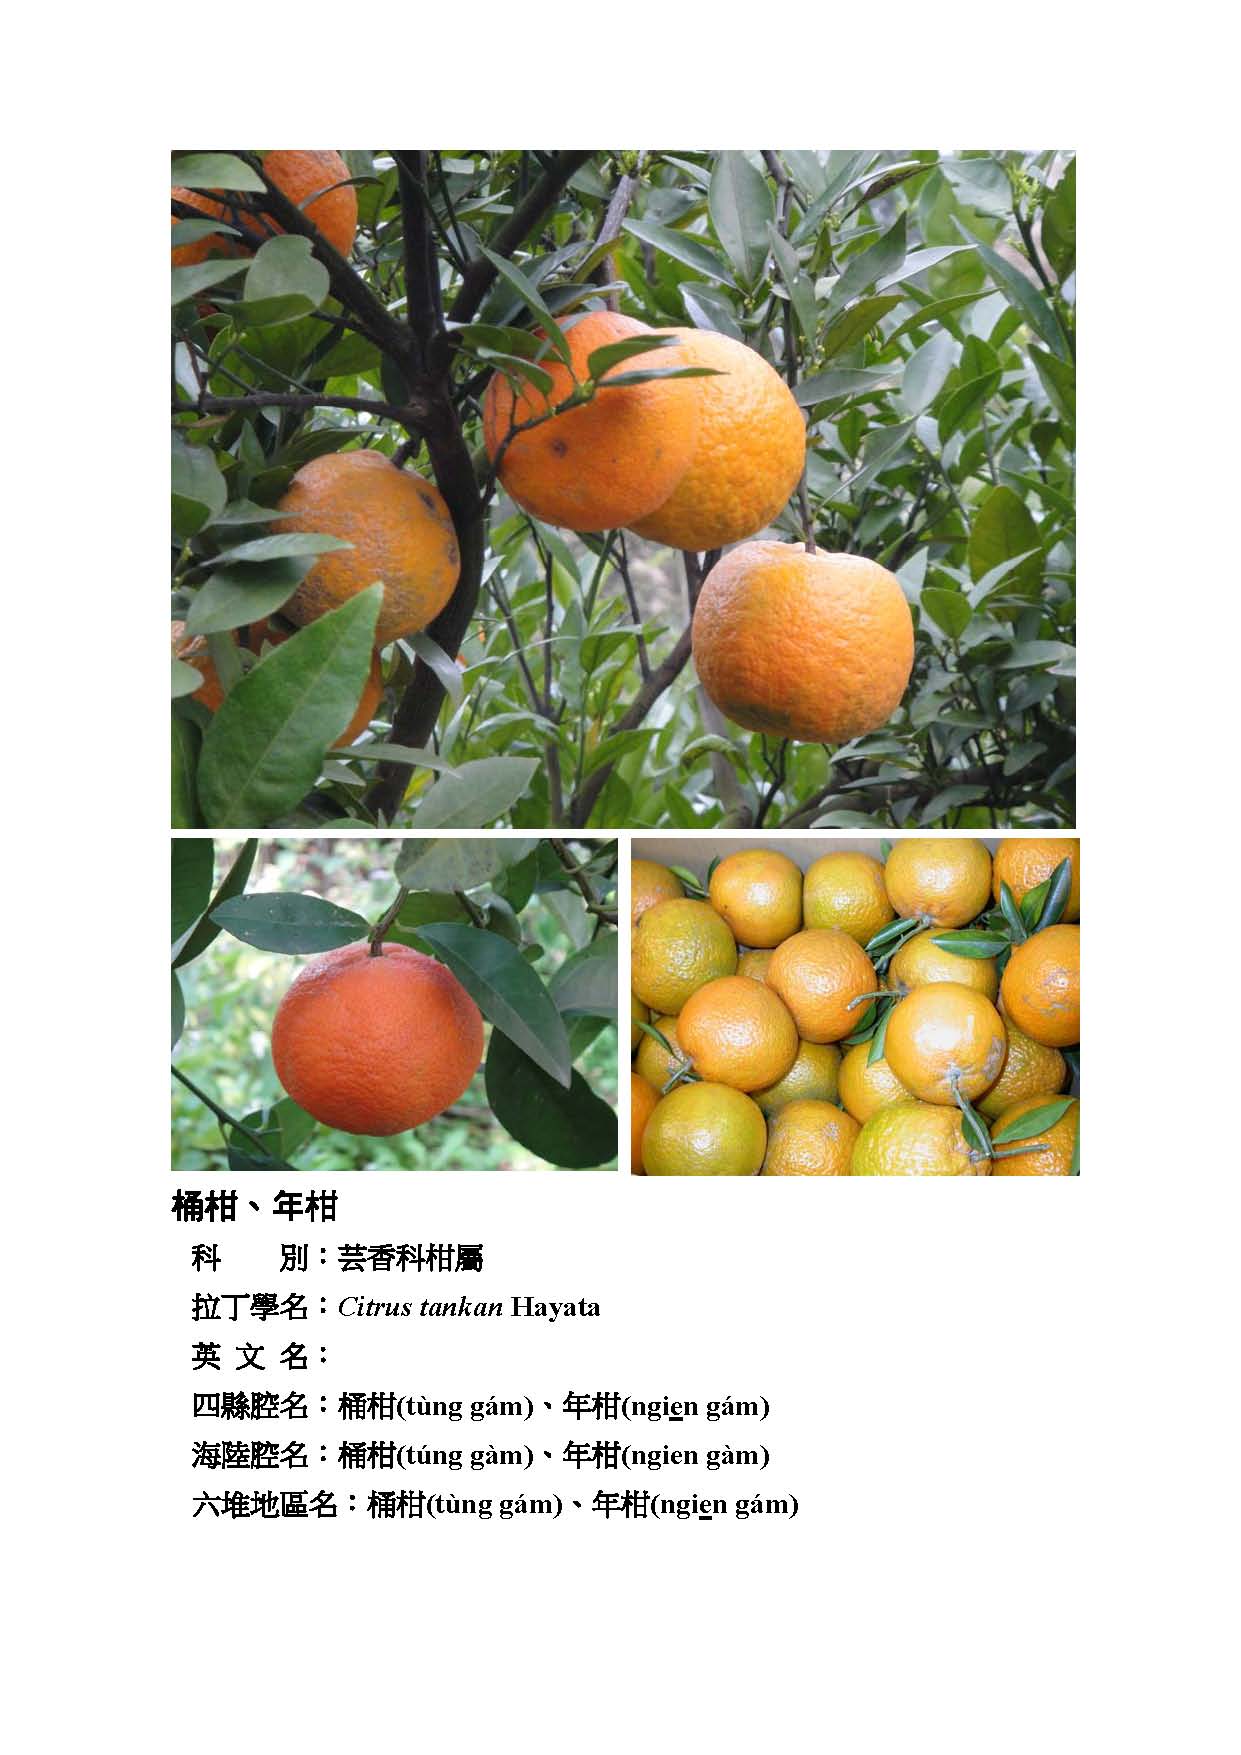 桶柑、年柑
科　　別：芸香科柑屬
拉丁學名：Citrus tankan Hayata
英 文 名：
四縣腔名：桶柑(tùng gám)、年柑(ngien gám)
海陸腔名：桶柑(túng gàm)、年柑(ngien gàm)
六堆地區名：桶柑(tùng gám)、年柑(ngien gám)